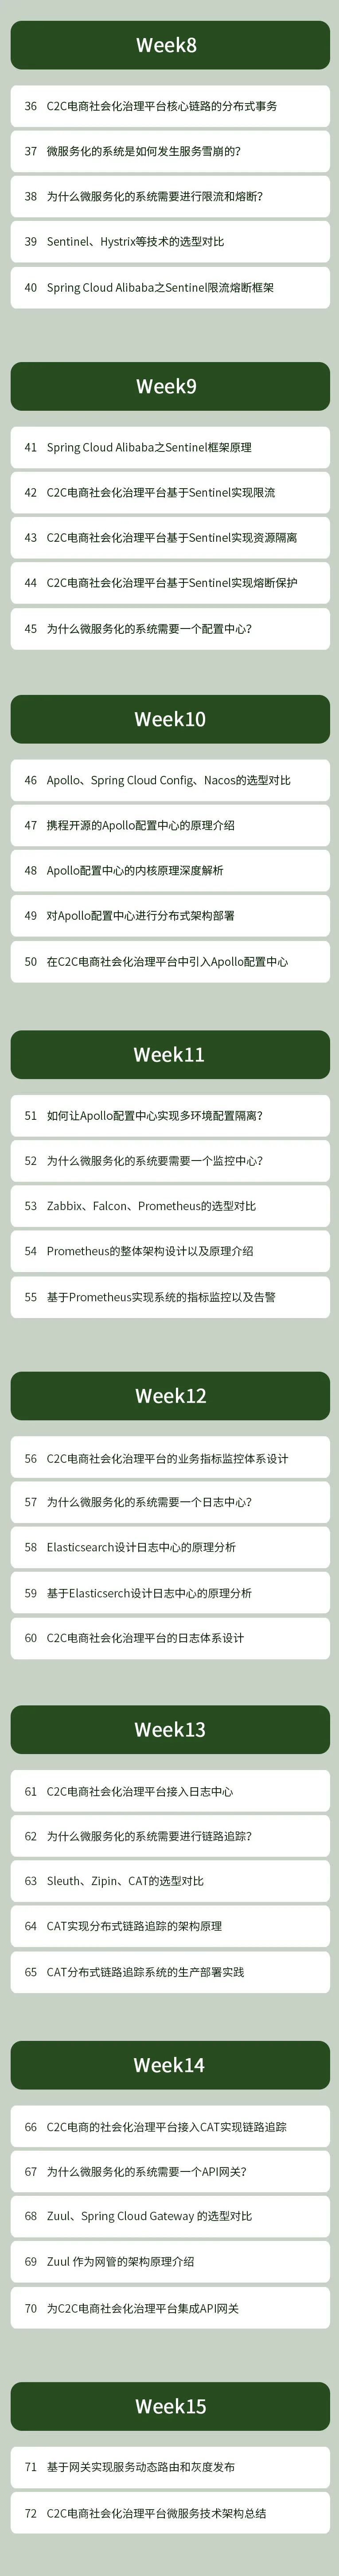 Week8
36 C2C电商社会化治理平台核心链路的分布式事务
37 微服务化的系统是如何发生服务雪崩的?
38 为什么微服务化的系统需要进行限流和熔断?
39 Sentinel、Hystrix等技术的选型对比
40 Spring Cloud Alibaba之Sentinel限流熔断框架
Week9
41 Spring Cloud Alibaba之Sentinel框架原理
42 C2C电商社会化治理平台基于Sentinel实现限流
43 C2C电商社会化治理平台基于Sentinel实现资源隔离
44 C2C电商社会化治理平台基于Sentinel实现熔断保护
45 为什么微服务化的系统需要一个配置中心?
Week10
46 Apollo、Spring Cloud Config、Nacos的选型对比
47 携程开源的Apollo配置中心的原理介绍
48 Apollo配置中心的内核原理深度解析
49 对Apollo配置中心进行分布式架构部署
50 在C2C电商社会化治理平台中引入Apollo配置中心
Week11
51 如何让Apollo配置中心实现多环境配置隔离?
52 为什么微服务化的系统要需要一个监控中心?
53 Zabbix、Falcon、Prometheus的选型对比
54 Prometheus的整体架构设计以及原理介绍
55 基于Prometheus实现系统的指标监控以及告警
Week12
56 C2C电商社会化治理平台的业务指标监控体系设计
57 为什么微服务化的系统需要一个日志中心?
58 Elasticsearch设计日志中心的原理分析
59 基于Elasticserch设计日志中心的原理分析
60 C2C电商社会化治理平台的日志体系设计
Week13
61 C2C电商社会化治理平台接入日志中心
62 为什么微服务化的系统需要进行链路追踪?
63 Sleuth、Zipin、CAT的选型对比
64 CAT实现分布式链路追踪的架构原理
65 CAT分布式链路追踪系统的生产部署实践
Week14
66 C2C电商的社会化治理平台接入CAT实现链路追踪
67 为什么微服务化的系统需要一个API网关?
68 Zuul、Spring Cloud Gateway 的选型对比
69 Zuul 作为网管的架构原理介绍
70 为C2C电商社会化治理平台集成API网关
Week15
71 基于网关实现服务动态路由和灰度发布
72 C2C电商社会化治理平台微服务技术架构总结